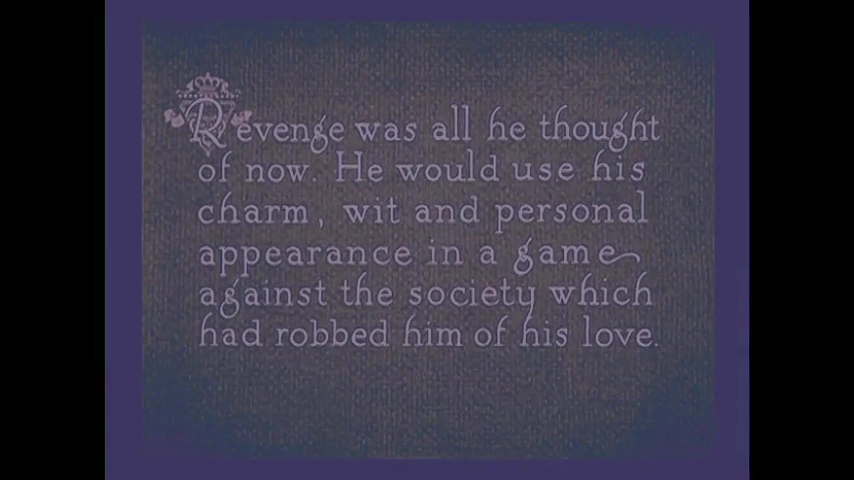 Revenge was all he thought
of now. He would use his
charm, wit and personal
appearance in a game
against the society which
had robbed him of his love.